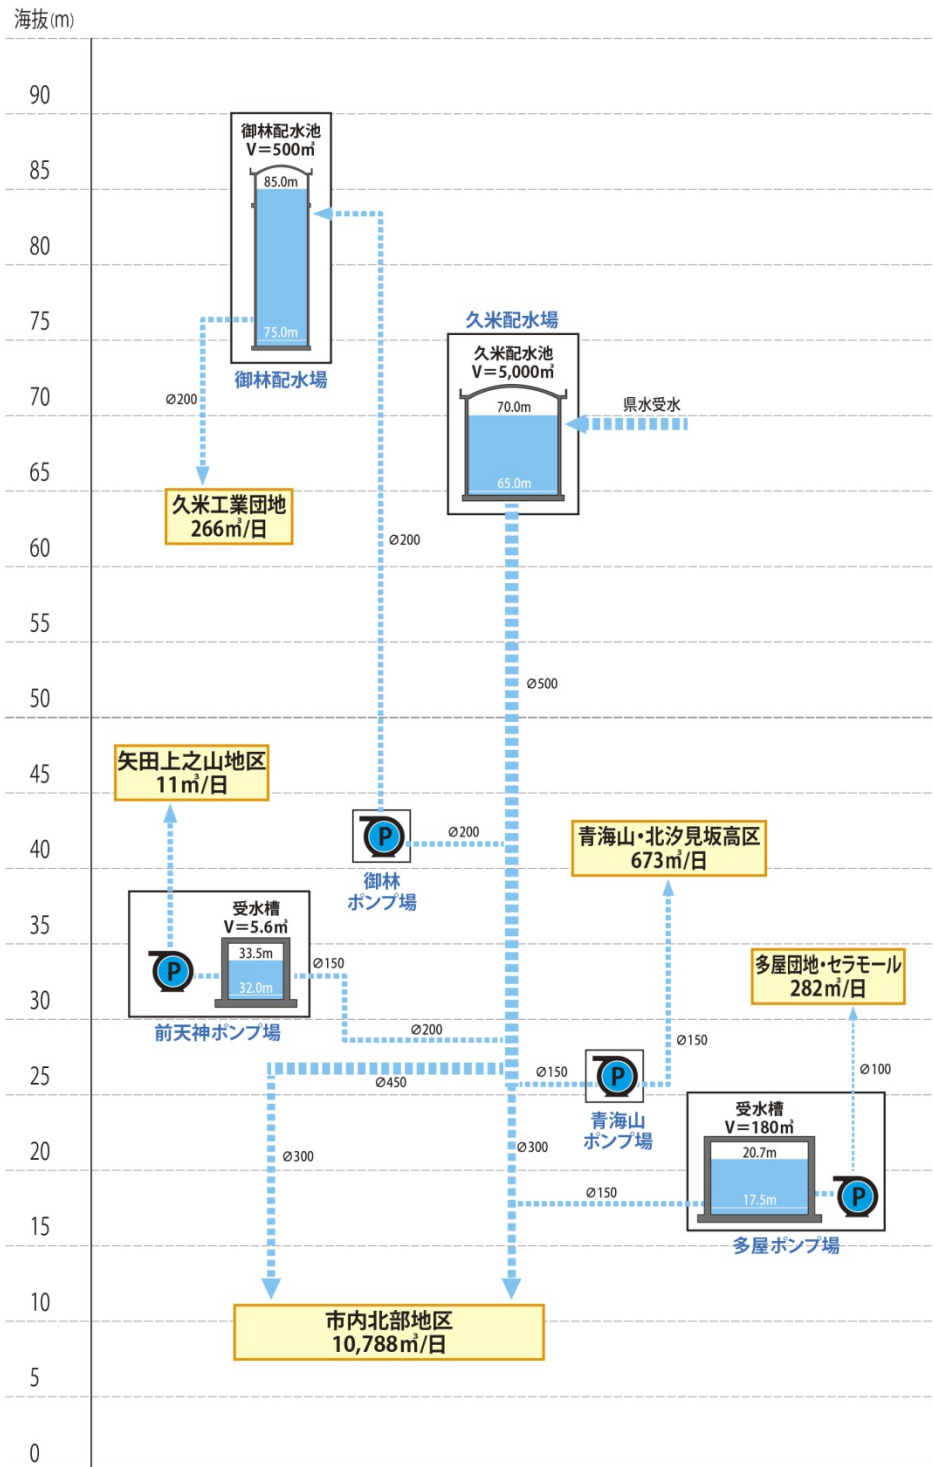 海抜(m)
90
85
80
75
70
65
60
55
50
45
40
35
30
25
20
15
10
5
0
御林配水池
V＝500㎥
85.0m
75.0m
御林配水場
Ø200
久米工業団地
266㎥/日
Ø200
久米配水場
久米配水池
V＝5,000㎥
70.0m
65.0m
県水受水
Ø500
矢田上之山地区
11㎥/日
P
御林
ポンプ場
Ø200
青海山・北汐見坂高区
673㎥/日
受水槽
V＝5.6㎥
33.5m
32.0m
P
前天神ポンプ場
Ø150
Ø200
多屋団地・セラモール
282㎥/日
Ø450
Ø150
P
Ø150
青海山
ポンプ場
Ø100
Ø300
Ø300
受水槽
V＝180㎥
20.7m
17.5m
P
Ø150
多屋ポンプ場
市内北部地区
10,788㎥/日